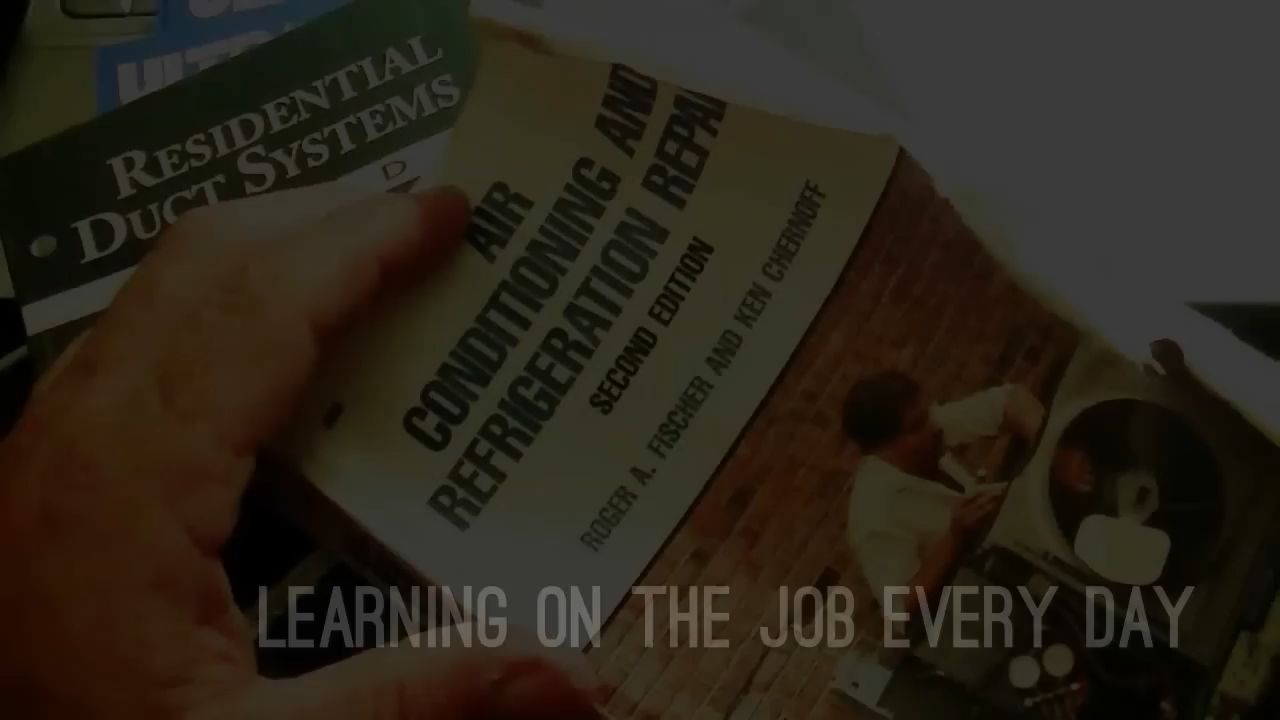 RESIDENTIAL
DUCT SYSTEMS
D
AIR
CONDITIONING AND
REFRIGERATION REPAI
SECOND EDITION
ROGER A. FISCHER AND KEN CHERNOFF
LEARNING ON THE JOB EVERY DAY